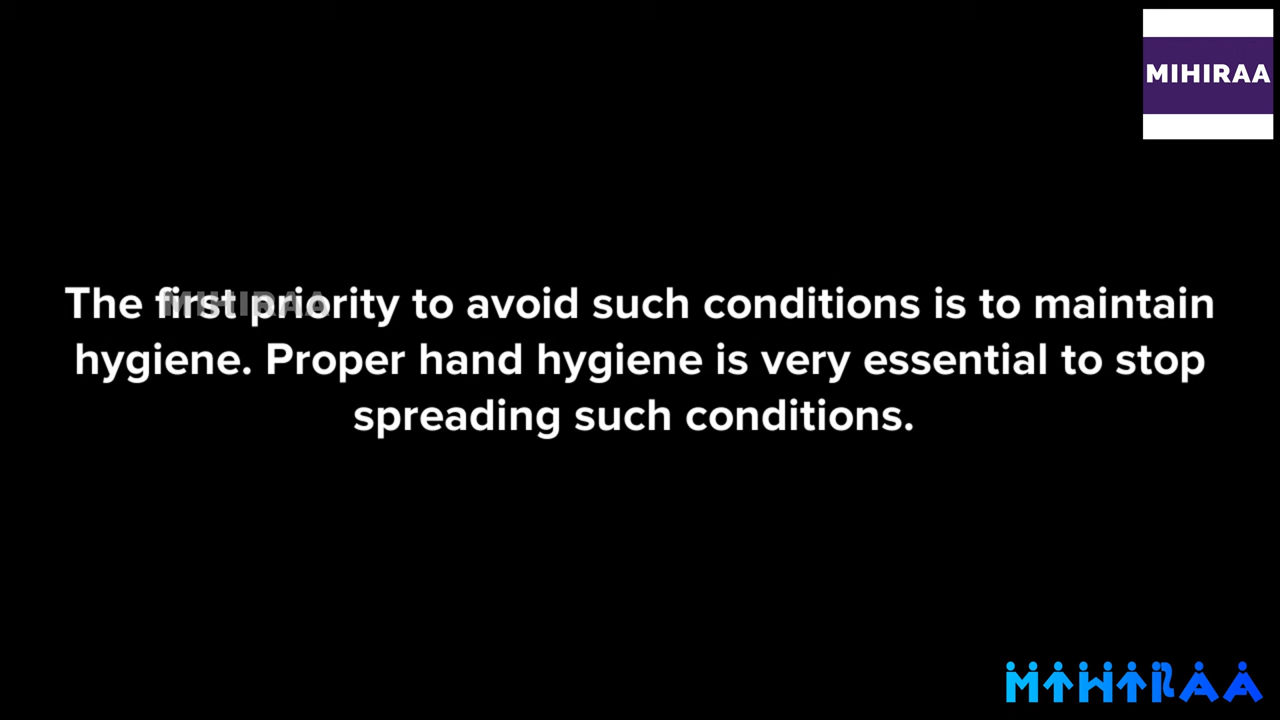 MIHIRAA
The first priority to avoid such conditions is to maintain
MIHIRAA
hygiene. Proper hand hygiene is very essential to stop
spreading such conditions.
MIHIRAA